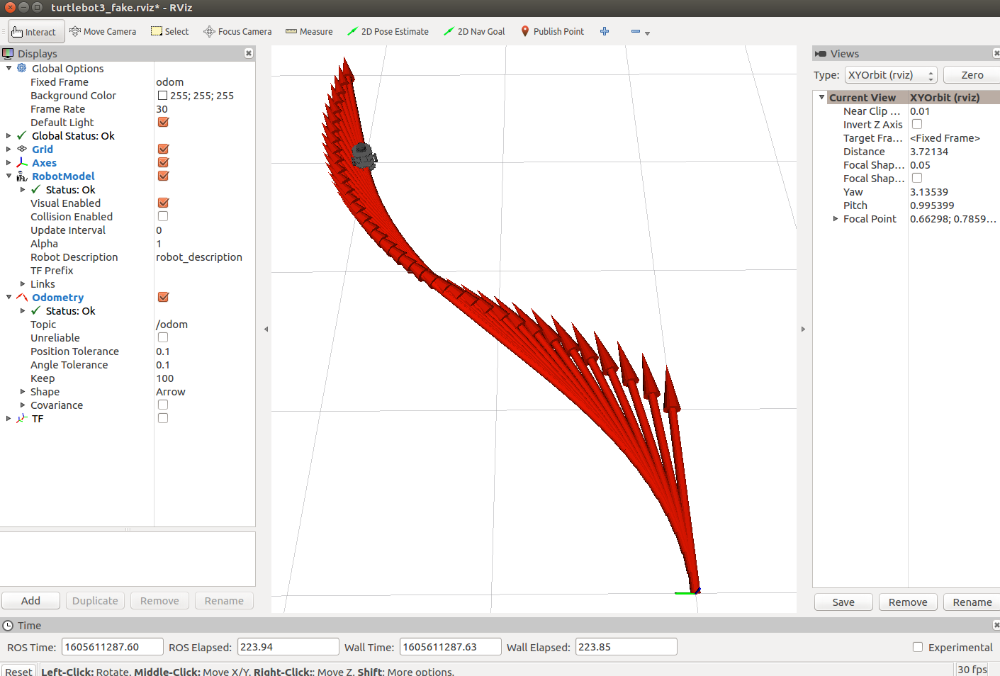 turtlebot3_fake.rviz* - RViz
Interact Move Camera Select Focus Camera Measure 2D Pose Estimate 2D Nav Goal Publish Point
Displays
Global Options
Fixed Frame odom
Background Color 255; 255; 255
Frame Rate 30
Default Light
Global Status: Ok
Grid
Axes
RobotModel
Status: Ok
Visual Enabled
Collision Enabled
Update Interval 0
Alpha 1
Robot Description robot_description
TF Prefix
Links
Odometry
Status: Ok
Topic /odom
Unreliable
Position Tolerance 0.1
Angle Tolerance 0.1
Keep 100
Shape Arrow
Covariance
TF
Add Duplicate Remove Rename
Views
Type: XYOrbit (rviz) Zero
Current View XYOrbit (rviz)
Near Clip ... 0.01
Invert Z Axis
Target Fra... <Fixed Frame>
Distance 3.72134
Focal Shap... 0.05
Focal Shap...
Yaw 3.13539
Pitch 0.995399
Focal Point 0.66298; 0.7859...
Save Remove Rename
Time
ROS Time: 1605611287.60 ROS Elapsed: 223.94 Wall Time: 1605611287.63 Wall Elapsed: 223.85 Experimental
Reset Left-Click: Rotate. Middle-Click: Move X/Y. Right-Click:: Move Z. Shift: More options. 30 fps